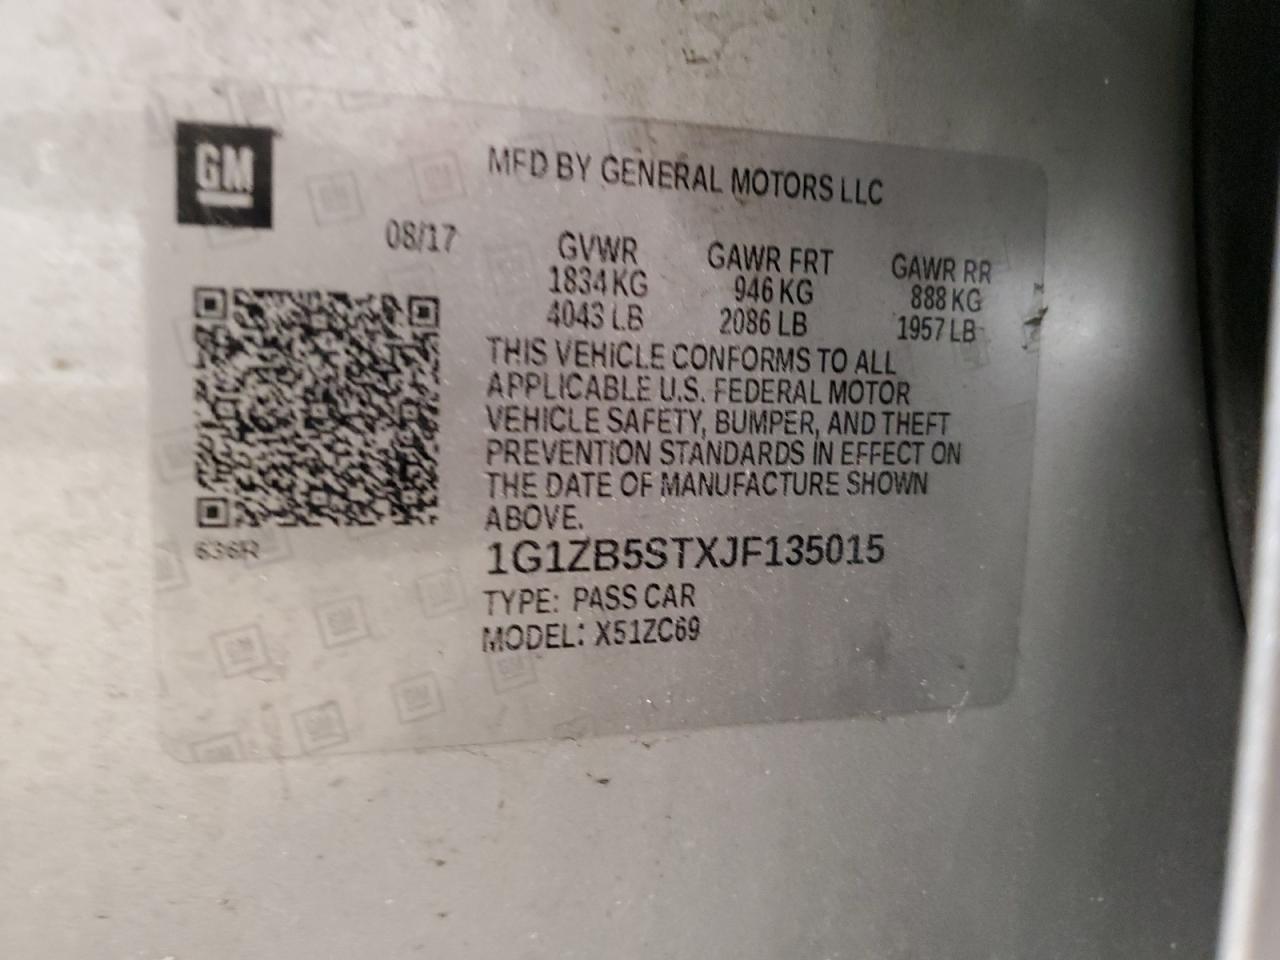 GM
MFD BY GENERAL MOTORS LLC
08/17
GVWR GAWR FRT GAWR RR
1834 KG 946 KG 888 KG
4043 LB 2086 LB 1957 LB
THIS VEHICLE CONFORMS TO ALL
APPLICABLE U.S. FEDERAL MOTOR
VEHICLE SAFETY, BUMPER, AND THEFT
PREVENTION STANDARDS IN EFFECT ON
THE DATE OF MANUFACTURE SHOWN
ABOVE.
636R
1G1ZB5STXJF135015
TYPE: PASS CAR
MODEL: X51ZC69